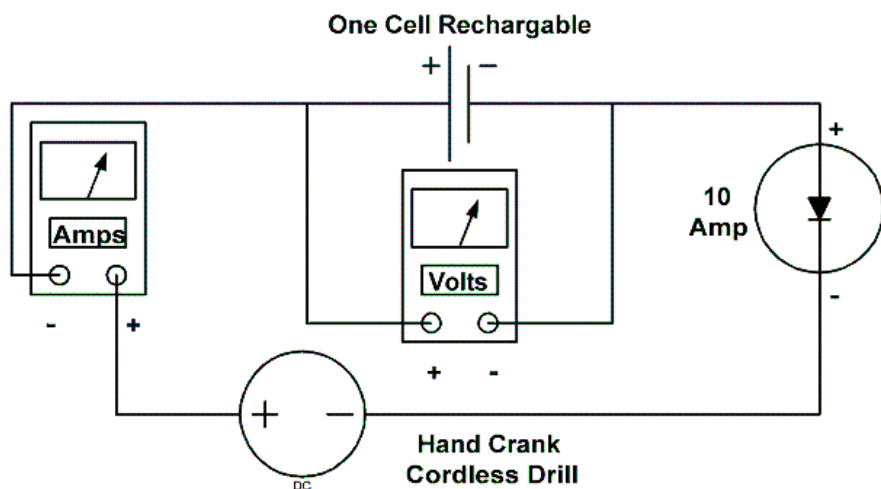 One Cell Rechargable
+ −
+
10
Amp
-
Amps
- +
Volts
+ -
+ −
DC
Hand Crank
Cordless Drill